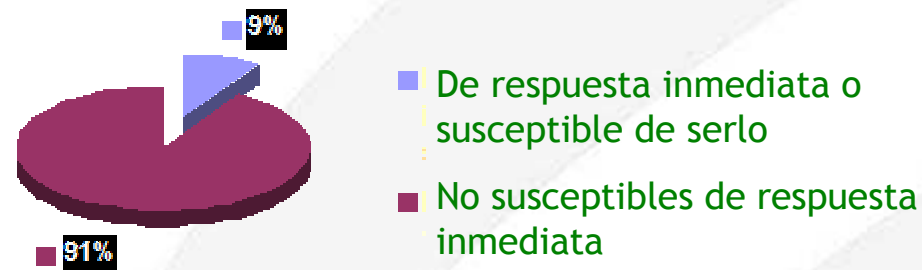 9%
De respuesta inmediata o
susceptible de serlo
No susceptibles de respuesta
inmediata
91%